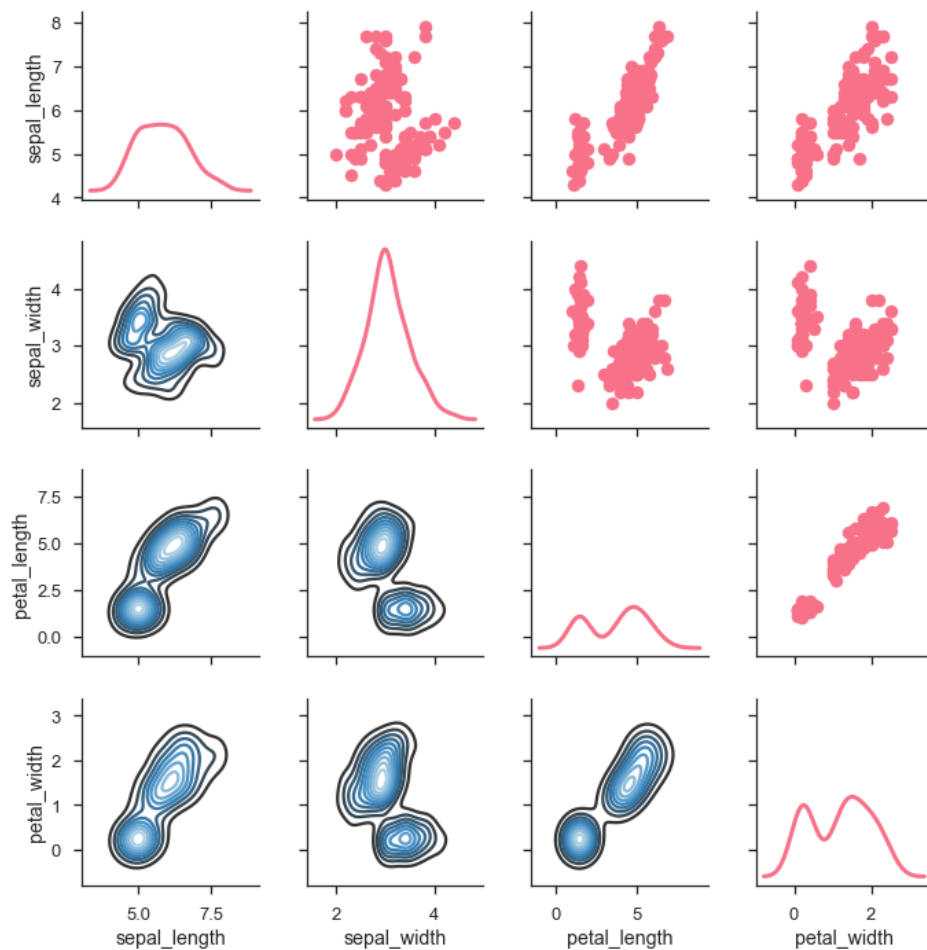 8
7
6
5
4
sepal_length
4
3
2
sepal_width
7.5
5.0
2.5
0.0
petal_length
3
2
1
0
petal_width
5.0 7.5
2 4
0 5
0 2
sepal_length
sepal_width
petal_length
petal_width